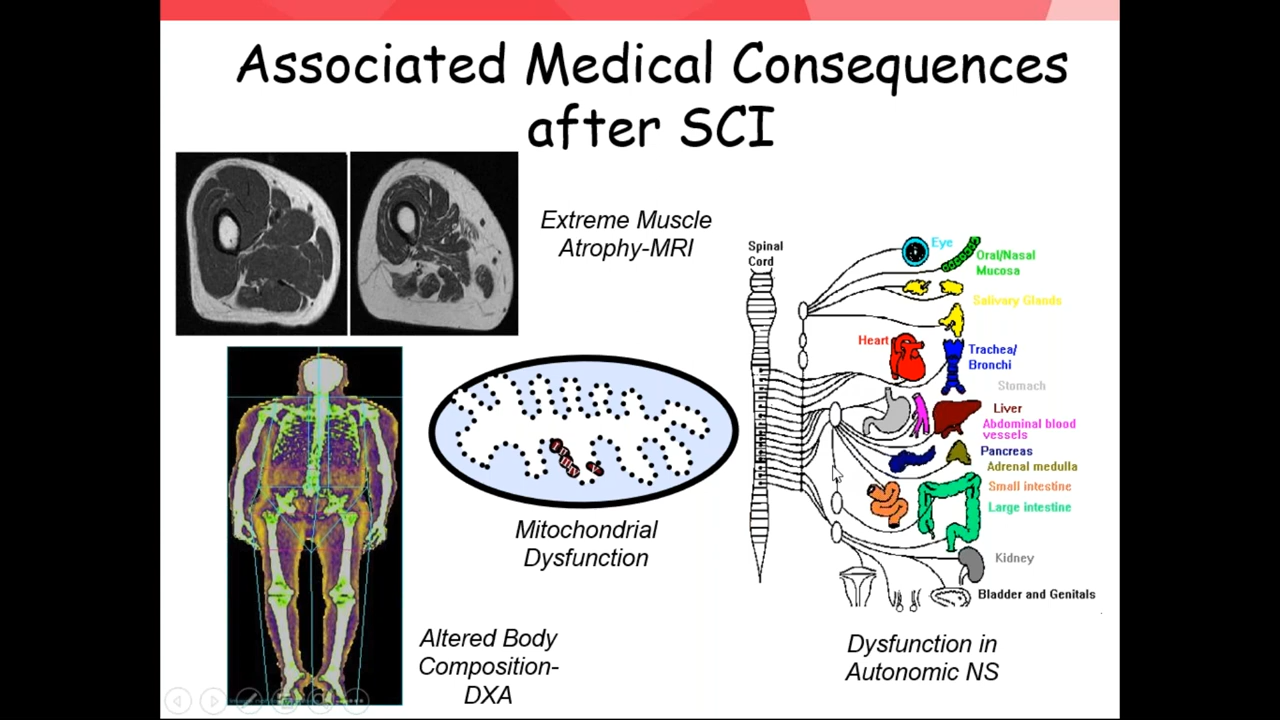 Associated Medical Consequences
after SCI
Extreme Muscle
Atrophy-MRI
Mitochondrial
Dysfunction
Altered Body
Composition-
DXA
Spinal
Cord
Eye
Oral/Nasal
Mucosa
Salivary Glands
Heart
Trachea/
Bronchi
Stomach
Liver
Abdominal blood
vessels
Pancreas
Adrenal medulla
Small intestine
Large intestine
Kidney
Bladder and Genitals
Dysfunction in
Autonomic NS